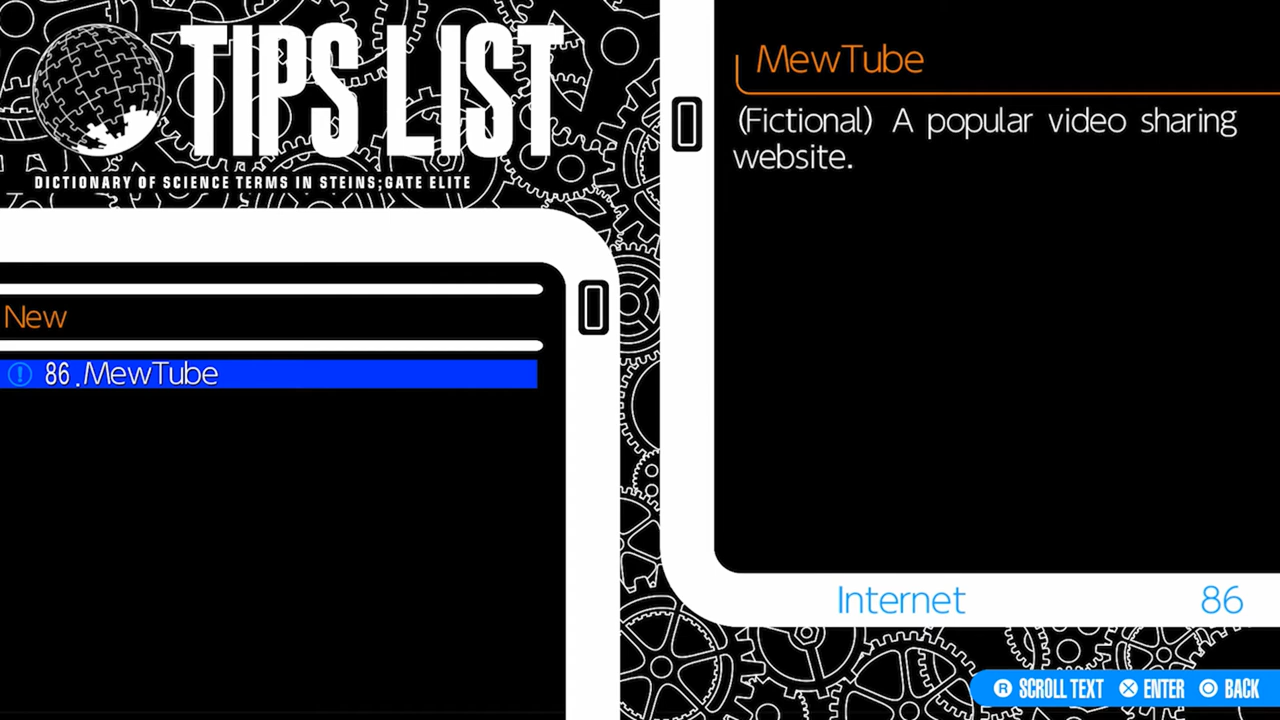 TIPS LIST
DICTIONARY OF SCIENCE TERMS IN STEINS;GATE ELITE
New
86.MewTube
MewTube
(Fictional) A popular video sharing
website.
Internet 86
R SCROLL TEXT ENTER BACK